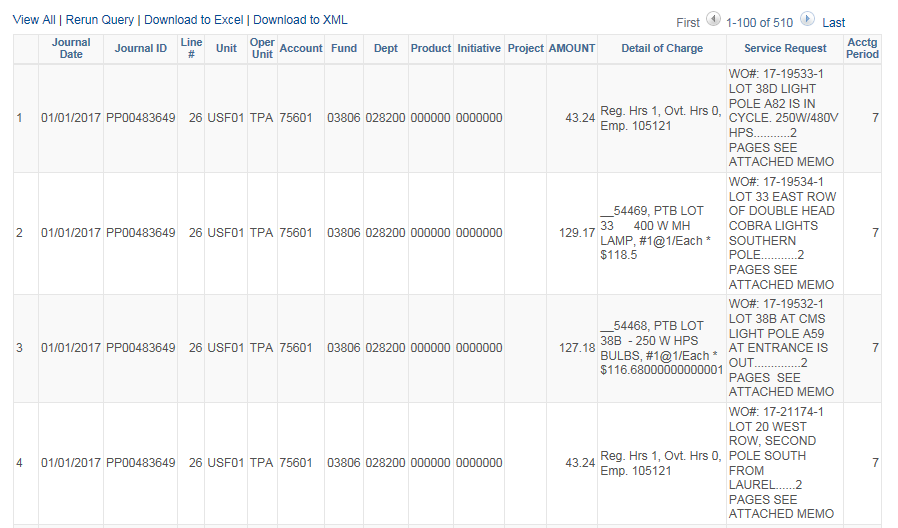 View All | Rerun Query | Download to Excel | Download to XML
First 1-100 of 510 Last
Journal Date Journal ID Line # Unit Oper Unit Account Fund Dept Product Initiative Project AMOUNT Detail of Charge Service Request Acctg Period
1 01/01/2017 PP00483649 26 USF01 TPA 75601 03806 028200 000000 0000000 43.24
Reg. Hrs 1, Ovt. Hrs 0,
Emp. 105121
WO#: 17-19533-1
LOT 38D LIGHT
POLE A82 IS IN
CYCLE. 250W/480V
HPS...........2
PAGES SEE
ATTACHED MEMO
7
2 01/01/2017 PP00483649 26 USF01 TPA 75601 03806 028200 000000 0000000 129.17
__54469, PTB LOT
33 400 W MH
LAMP, #1@1/Each *
$118.5
WO#: 17-19534-1
LOT 33 EAST ROW
OF DOUBLE HEAD
COBRA LIGHTS
SOUTHERN
POLE...........2
PAGES SEE
ATTACHED MEMO
7
3 01/01/2017 PP00483649 26 USF01 TPA 75601 03806 028200 000000 0000000 127.18
__54468, PTB LOT
38B - 250 W HPS
BULBS, #1@1/Each *
$116.68000000000001
WO#: 17-19532-1
LOT 38B AT CMS
LIGHT POLE A59
AT ENTRANCE IS
OUT..............2
PAGES SEE
ATTACHED MEMO
7
4 01/01/2017 PP00483649 26 USF01 TPA 75601 03806 028200 000000 0000000 43.24
Reg. Hrs 1, Ovt. Hrs 0,
Emp. 105121
WO#: 17-21174-1
LOT 20 WEST
ROW, SECOND
POLE SOUTH
FROM
LAUREL......2
PAGES SEE
ATTACHED MEMO
7